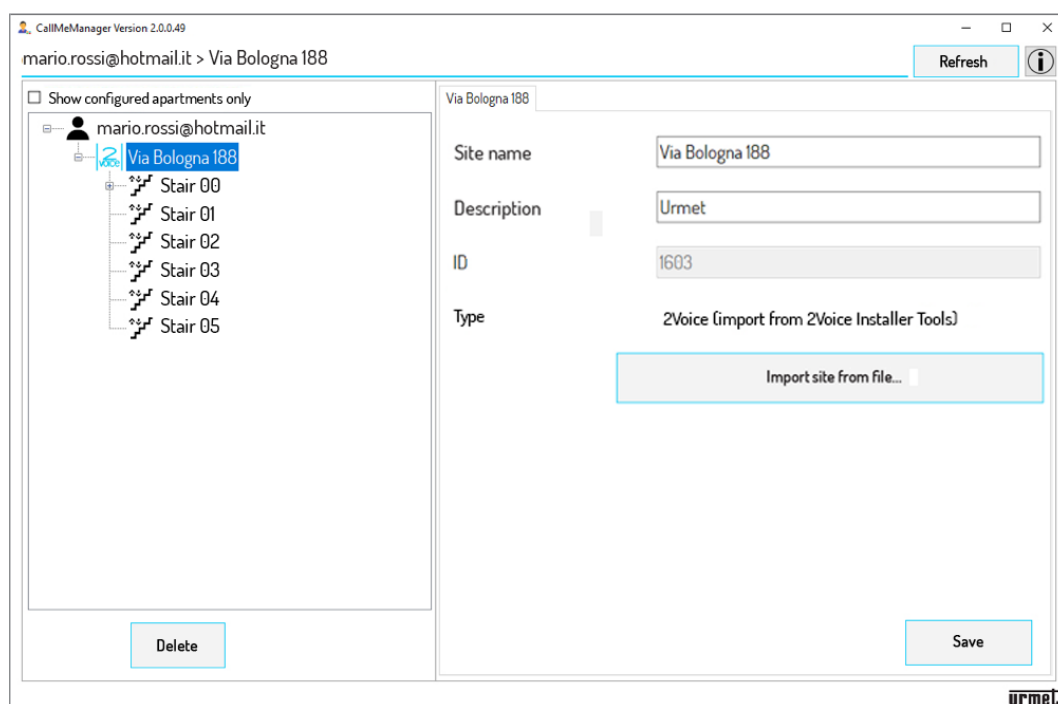 CallMeManager Version 2.0.0.49
mario.rossi@hotmail.it > Via Bologna 188
Refresh
Show configured apartments only
mario.rossi@hotmail.it
2 voice Via Bologna 188
Stair 00
Stair 01
Stair 02
Stair 03
Stair 04
Stair 05
Delete
Via Bologna 188
Site name Via Bologna 188
Description Urmet
ID 1603
Type 2Voice (import from 2Voice Installer Tools)
Import site from file...
Save
urmet